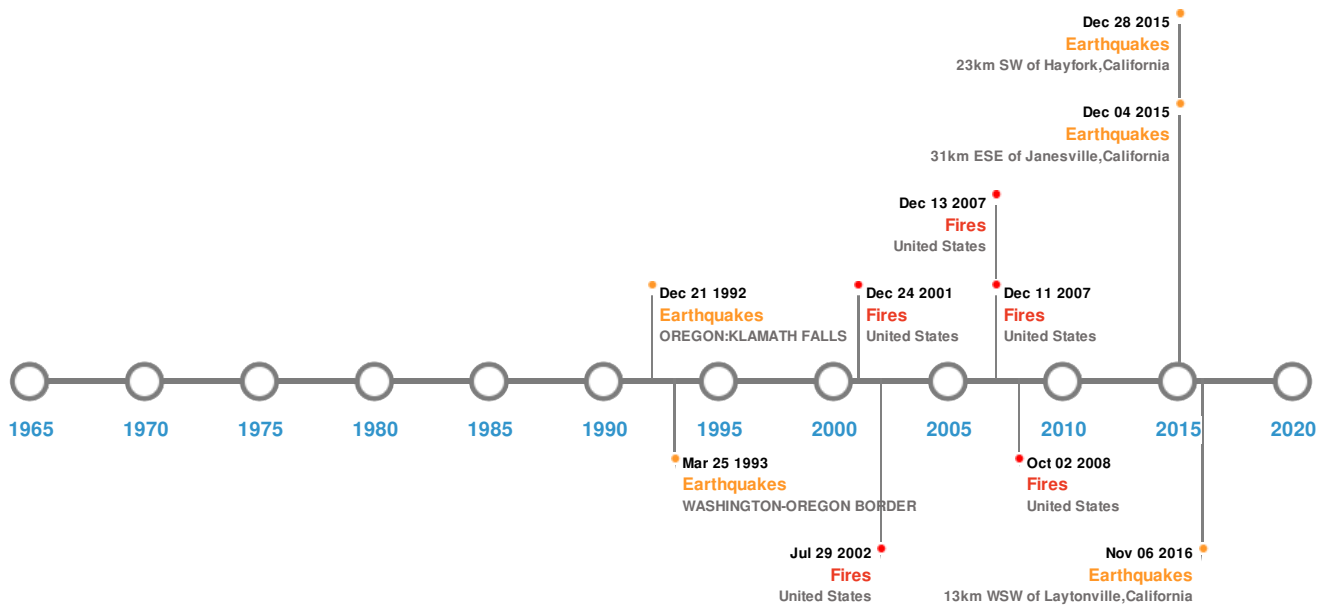 Dec 28 2015
Earthquakes
23km SW of Hayfork,California
Dec 04 2015
Earthquakes
31km ESE of Janesville,California
Dec 13 2007
Fires
United States
Dec 21 1992
Earthquakes
OREGON:KLAMATH FALLS
Dec 24 2001
Fires
United States
Dec 11 2007
Fires
United States
1965 1970 1975 1980 1985 1990 1995 2000 2005 2010 2015 2020
Mar 25 1993
Earthquakes
WASHINGTON-OREGON BORDER
Oct 02 2008
Fires
United States
Jul 29 2002
Fires
United States
Nov 06 2016
Earthquakes
13km WSW of Laytonville,California